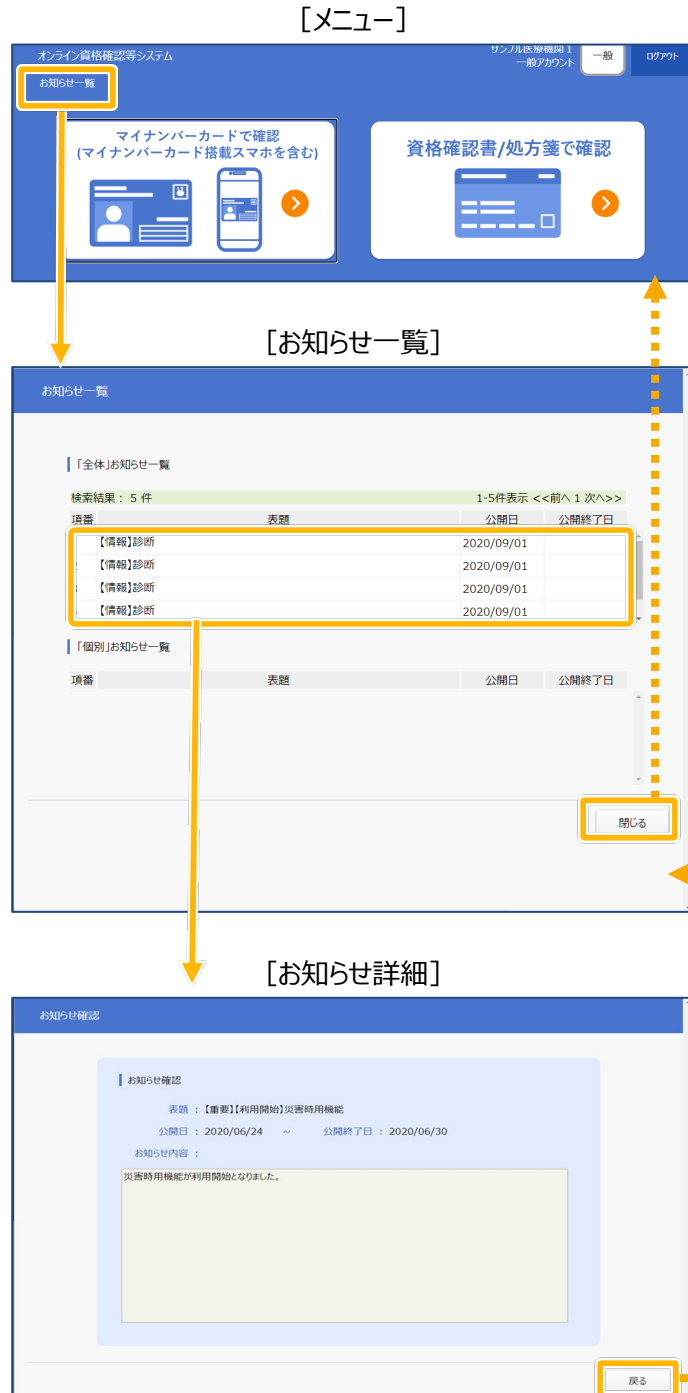 [メニュー]
オンライン資格確認等システム
サンプル医療機関1
一般アカウント
一般
ログアウト
お知らせ一覧
マイナンバーカードで確認
(マイナンバーカード搭載スマホを含む)
資格確認書/処方箋で確認
[お知らせ一覧]
お知らせ一覧
「全体」お知らせ一覧
検索結果： 5 件 1-5件表示 <<前へ 1 次へ>>
項番 表題 公開日 公開終了日
【情報】診断 2020/09/01
【情報】診断 2020/09/01
【情報】診断 2020/09/01
【情報】診断 2020/09/01
「個別」お知らせ一覧
項番 表題 公開日 公開終了日
閉じる
[お知らせ詳細]
お知らせ確認
お知らせ確認
表題 ：【重要】【利用開始】災害時用機能
公開日 ： 2020/06/24 ～ 公開終了日 ： 2020/06/30
お知らせ内容 ：
災害時用機能が利用開始となりました。
戻る